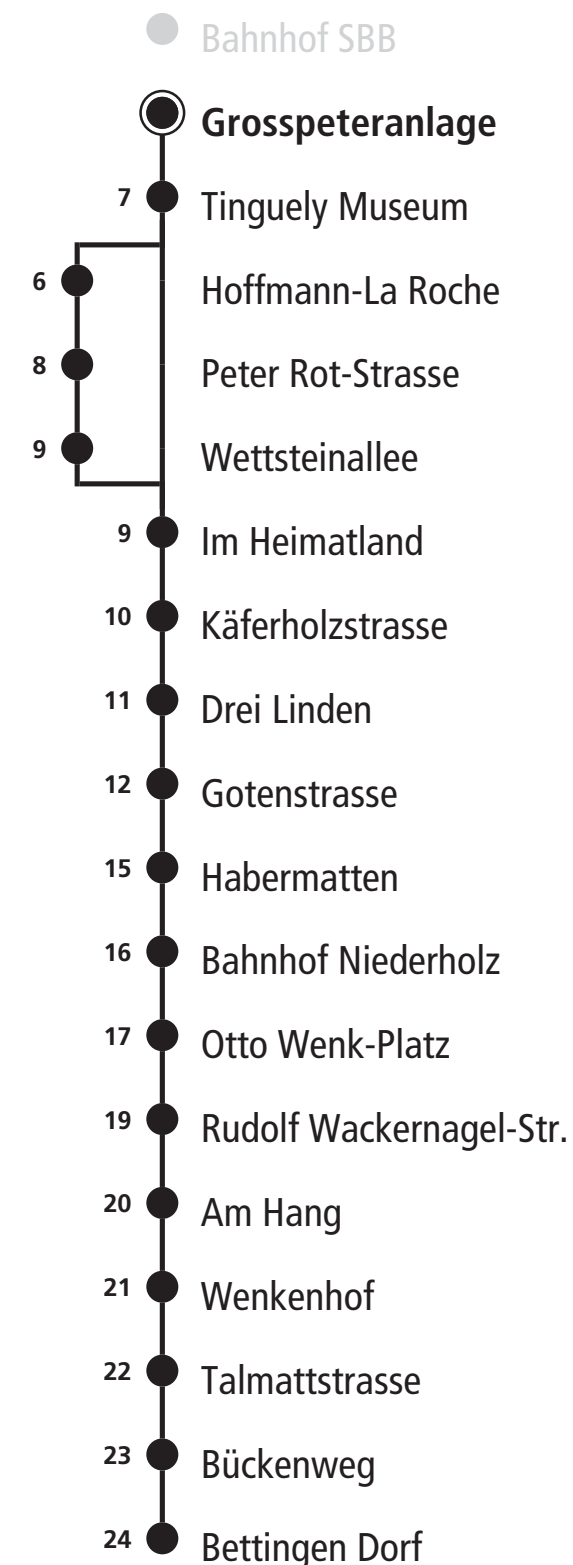 Bahnhof SBB
Grosspeteranlage
7 Tinguely Museum
6 Hoffmann-La Roche
8 Peter Rot-Strasse
9 Wettsteinallee
9 Im Heimatland
10 Käferholzstrasse
11 Drei Linden
12 Gotenstrasse
15 Habermatten
16 Bahnhof Niederholz
17 Otto Wenk-Platz
19 Rudolf Wackernagel-Str.
20 Am Hang
21 Wenkenhof
22 Talmattstrasse
23 Bückenweg
24 Bettingen Dorf